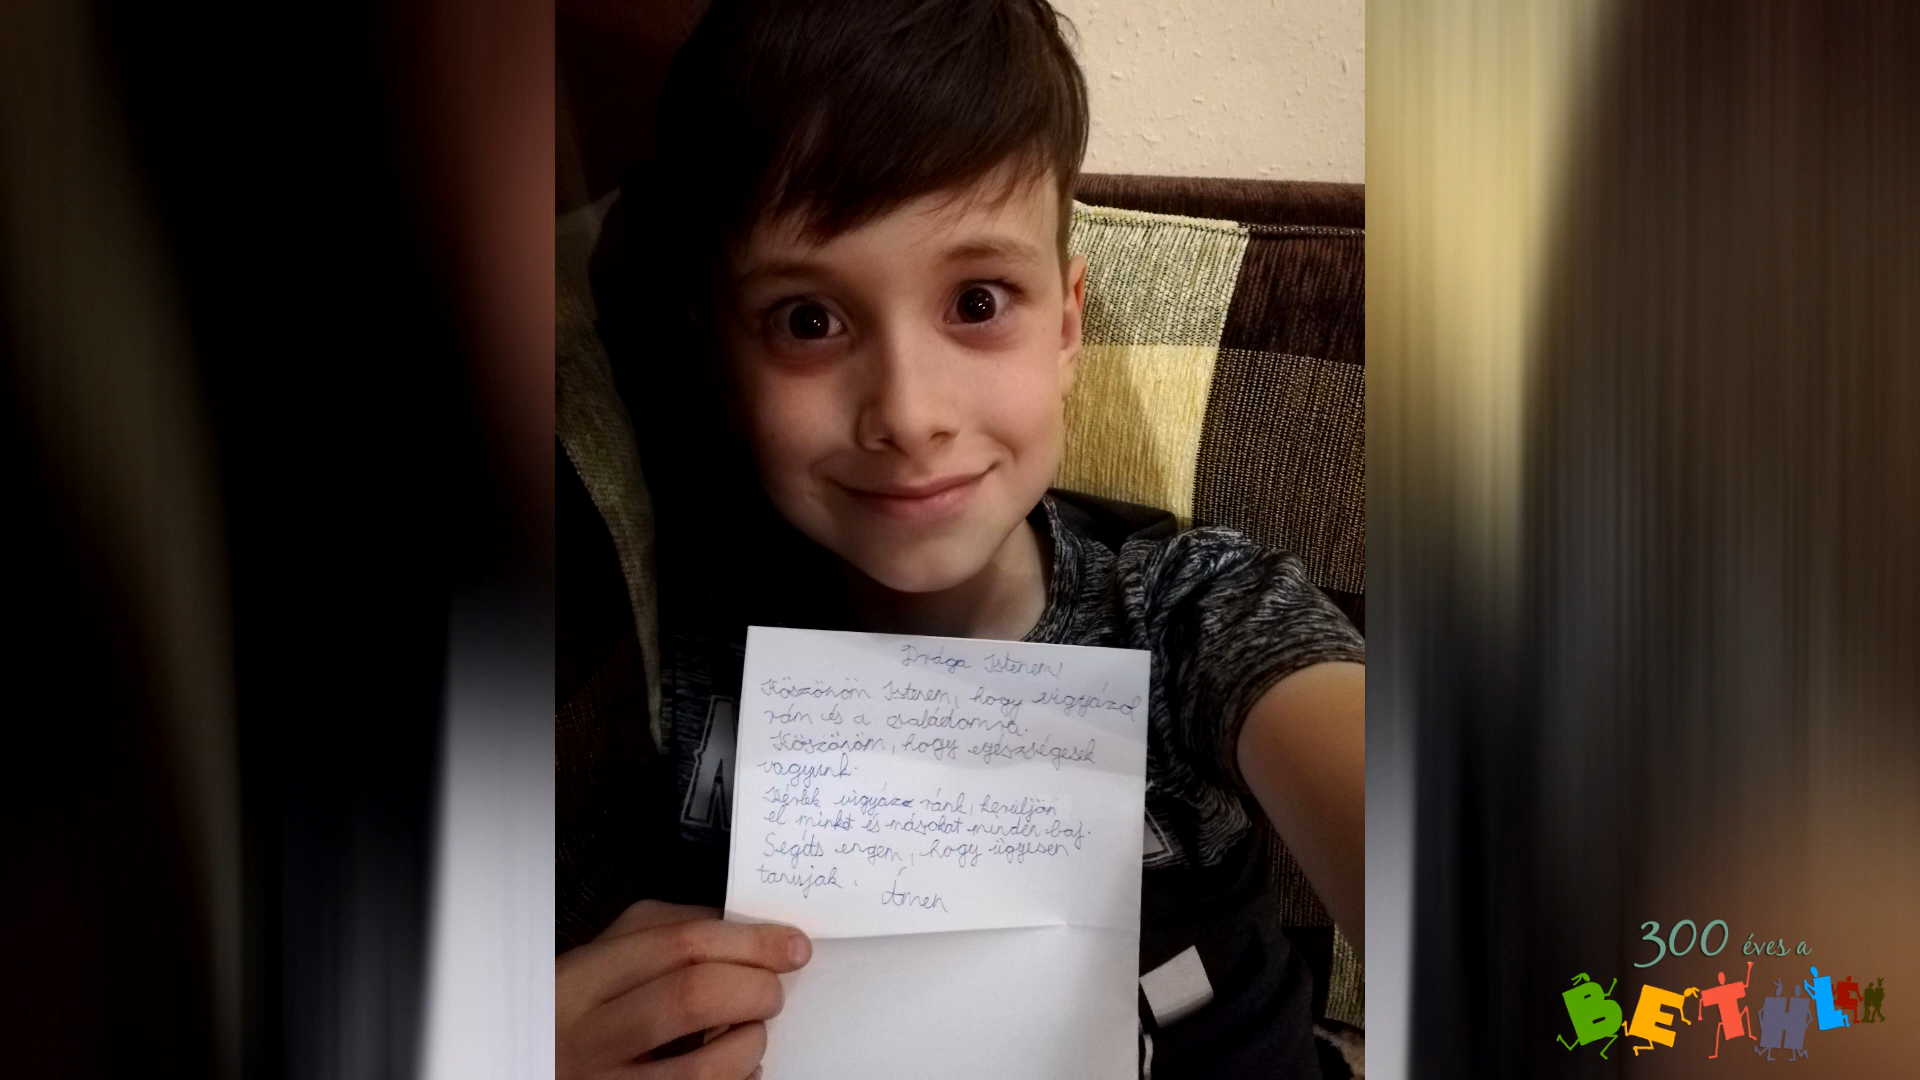 Drága Istenem!
Köszönöm Istenem, hogy vigyázol
rám és a családomra.
Köszönöm, hogy egészségesek
vagyunk.
Kérlek vigyázz ránk, kerüljön
el minket és másokat minden baj.
Segíts engem, hogy ügyesen
tanuljak. Ámen
300 éves a
BETHLEN